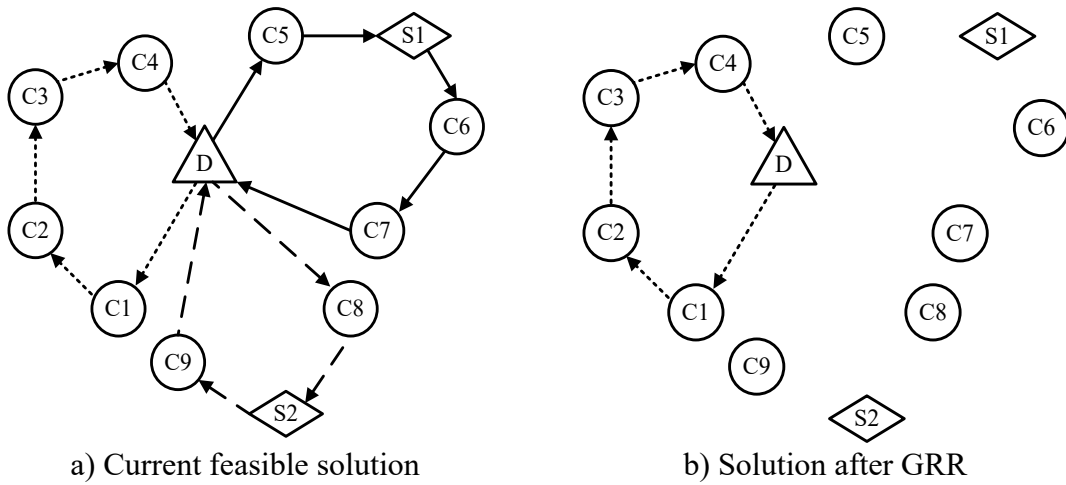 C5
S1
C4
C3
C6
D
C2
C7
C1
C8
C9
S2
a) Current feasible solution
C5
S1
C4
C3
C6
D
C2
C7
C1
C8
C9
S2
b) Solution after GRR